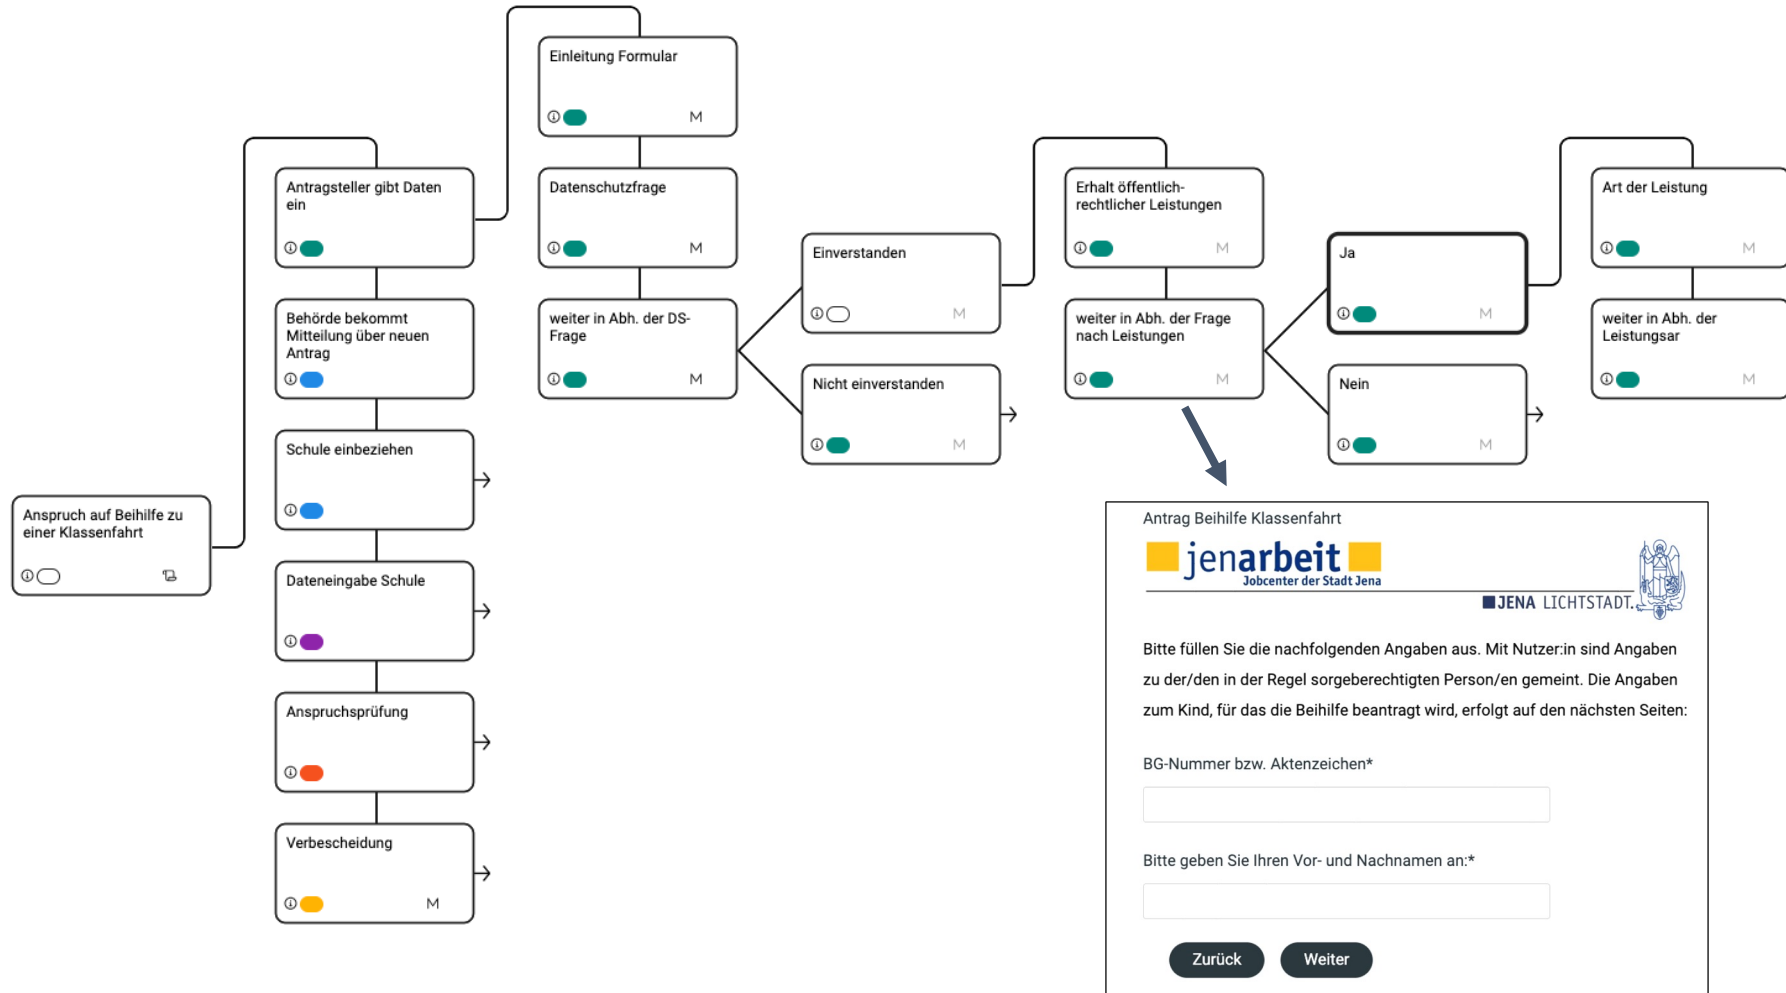 Anspruch auf Beihilfe zu
einer Klassenfahrt
Antragsteller gibt Daten
ein
Behörde bekommt
Mitteilung über neuen
Antrag
Schule einbeziehen
Dateneingabe Schule
Anspruchsprüfung
Verbescheidung
M
Einleitung Formular
M
Datenschutzfrage
M
weiter in Abh. der DS-
Frage
M
Einverstanden
M
Nicht einverstanden
M
Erhalt öffentlich-
rechtlicher Leistungen
M
weiter in Abh. der Frage
nach Leistungen
M
Ja
M
Nein
M
Art der Leistung
M
weiter in Abh. der
Leistungsar
M
Antrag Beihilfe Klassenfahrt
jenarbeit
Jobcenter der Stadt Jena
JENA LICHTSTADT.
Bitte füllen Sie die nachfolgenden Angaben aus. Mit Nutzer:in sind Angaben
zu der/den in der Regel sorgeberechtigten Person/en gemeint. Die Angaben
zum Kind, für das die Beihilfe beantragt wird, erfolgt auf den nächsten Seiten:
BG-Nummer bzw. Aktenzeichen*
Bitte geben Sie Ihren Vor- und Nachnamen an:*
Zurück
Weiter